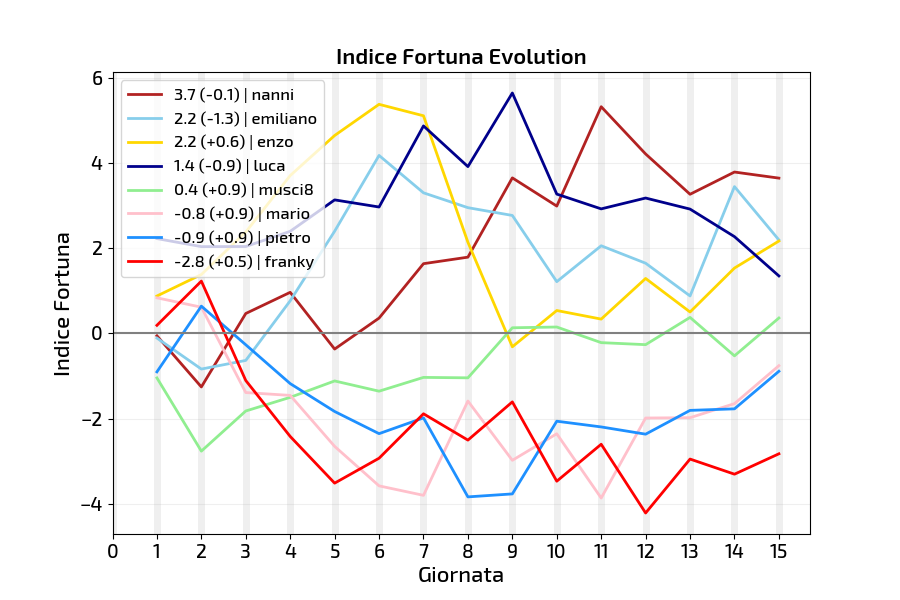 Indice Fortuna Evolution
6
4
2
0
−2
−4
Indice Fortuna
3.7 (-0.1) | nanni
2.2 (-1.3) | emiliano
2.2 (+0.6) | enzo
1.4 (-0.9) | luca
0.4 (+0.9) | musci8
-0.8 (+0.9) | mario
-0.9 (+0.9) | pietro
-2.8 (+0.5) | franky
0 1 2 3 4 5 6 7 8 9 10 11 12 13 14 15
Giornata